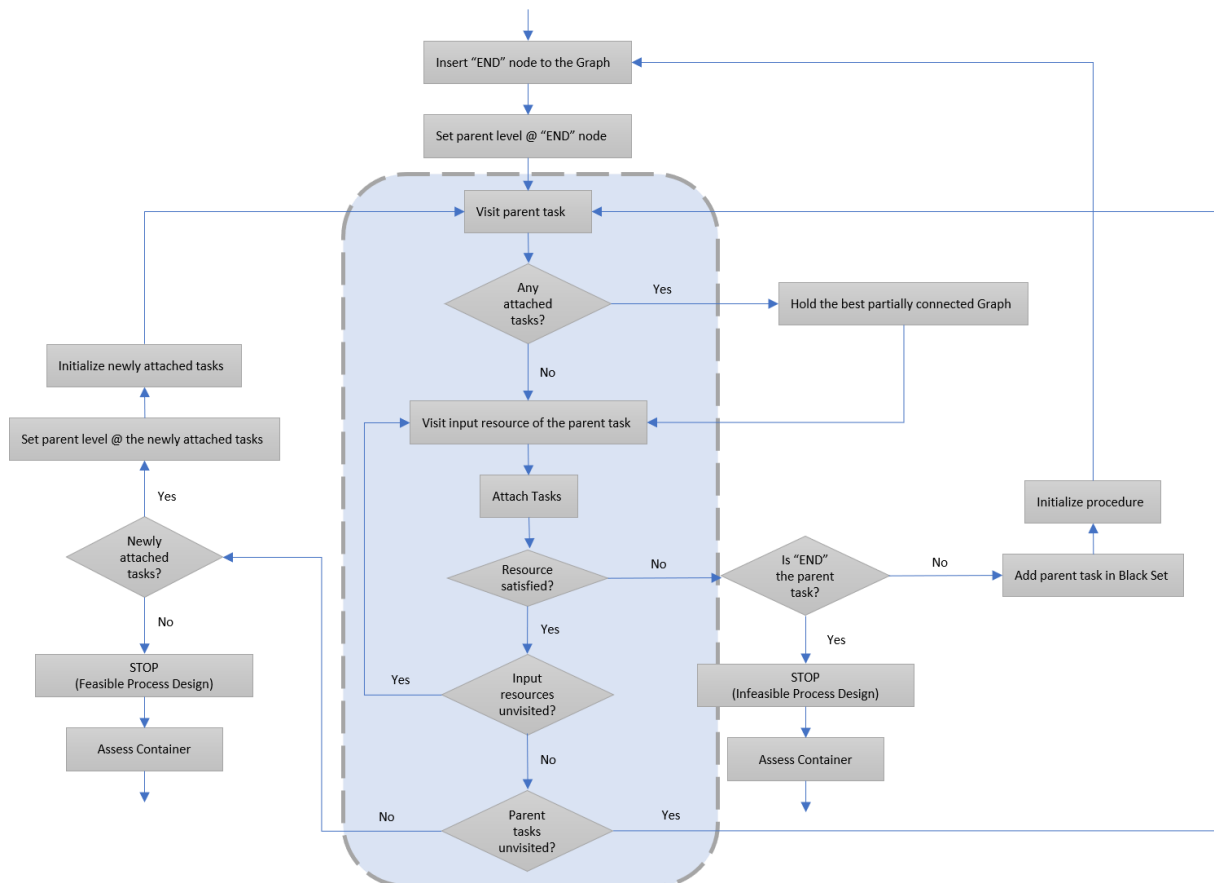 Insert “END” node to the Graph
Set parent level @ “END” node
Visit parent task
Any
attached
tasks?
Yes
Hold the best partially connected Graph
No
Initialize newly attached tasks
Visit input resource of the parent task
Set parent level @ the newly attached tasks
Yes
Attach Tasks
Initialize procedure
Newly
attached
tasks?
Resource
satisfied?
No
Is “END”
the parent
task?
No
Add parent task in Black Set
No
Yes
Yes
STOP
(Feasible Process Design)
Yes
Input
resources
unvisited?
STOP
(Infeasible Process Design)
Assess Container
No
Assess Container
No
Parent
tasks
unvisited?
Yes